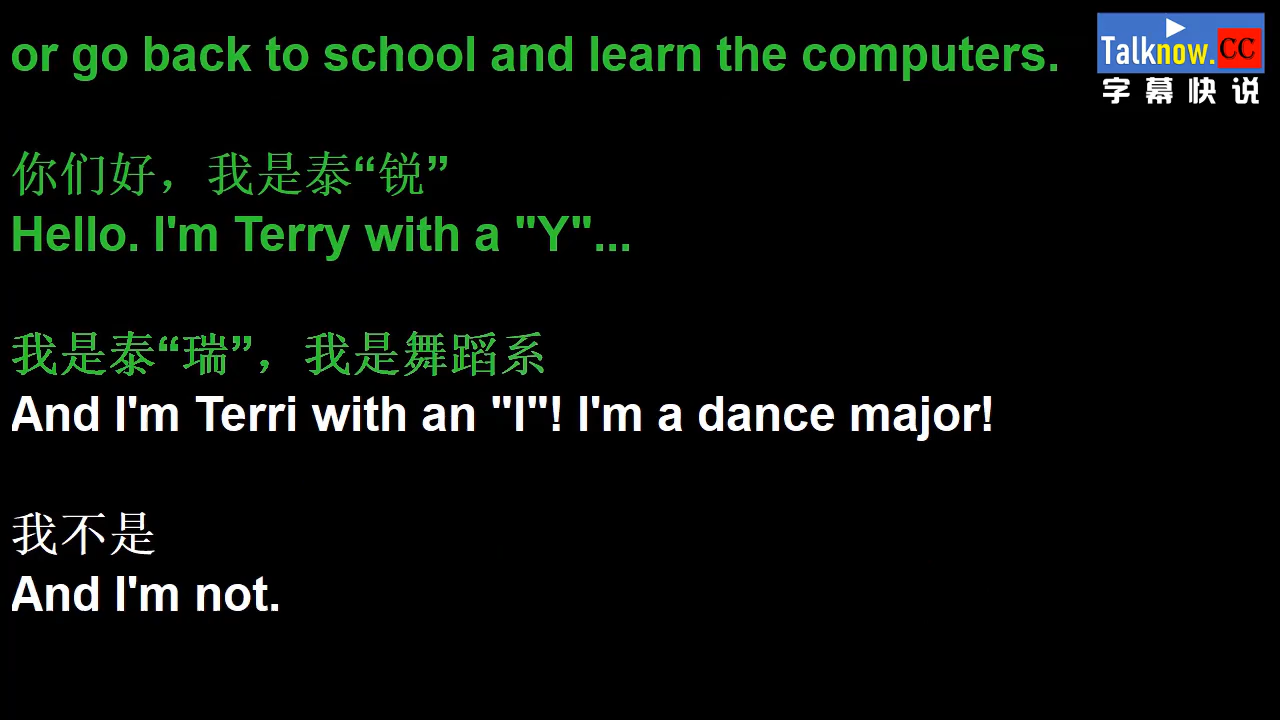 or go back to school and learn the computers.
Talknow.CC
字幕快说
你们好，我是泰“锐”
Hello. I'm Terry with a "Y"...
我是泰“瑞”，我是舞蹈系
And I'm Terri with an "I"! I'm a dance major!
我不是
And I'm not.